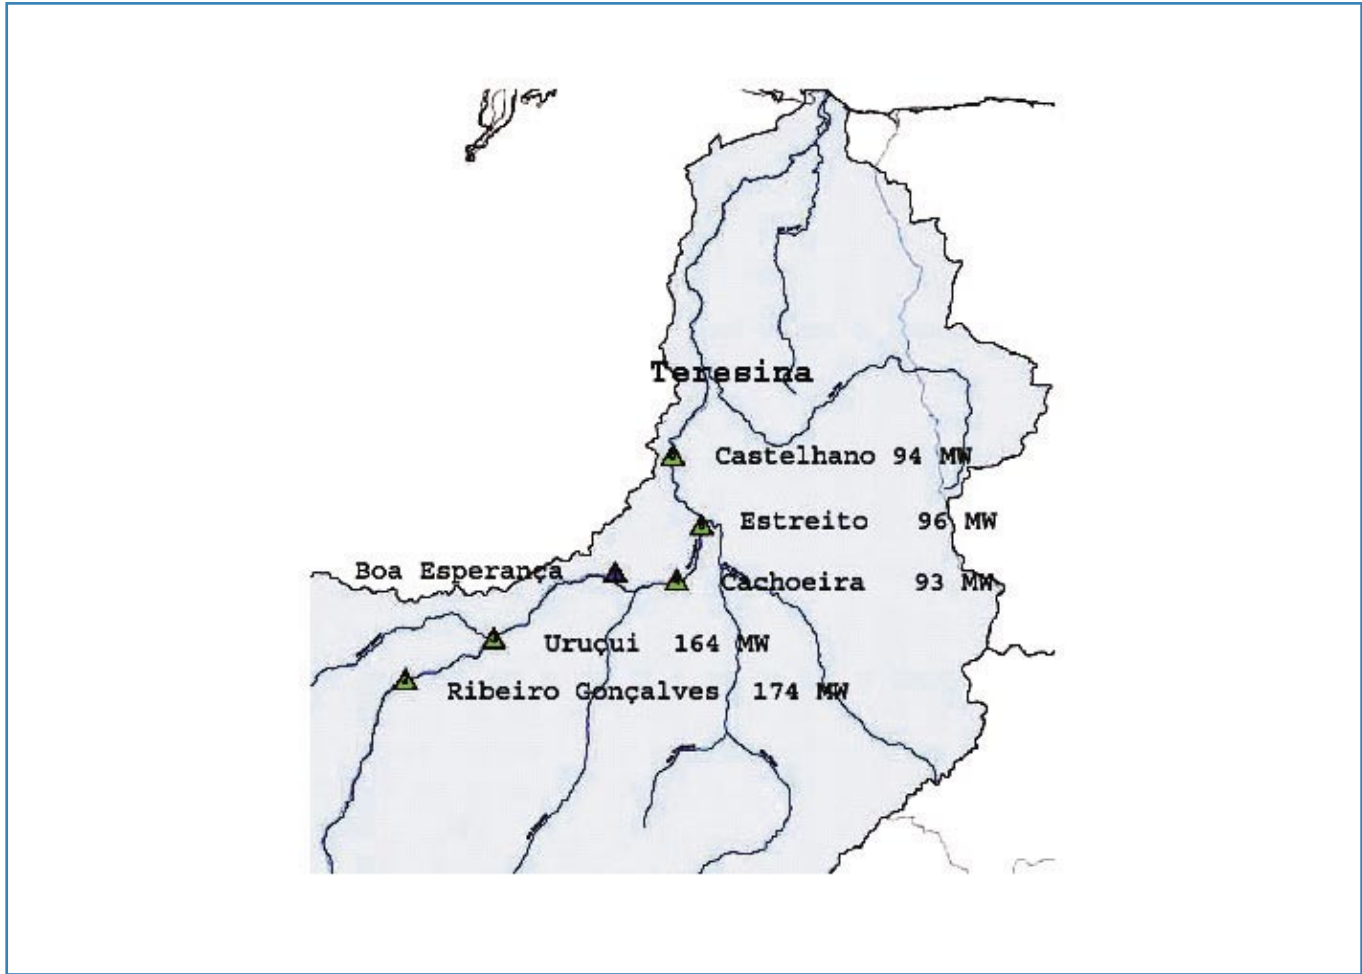 Teresina
Castelhano 94 MW
Estreito 96 MW
Boa Esperança
Cachoeira 93 MW
Uruçui 164 MW
Ribeiro Gonçalves 174 MW